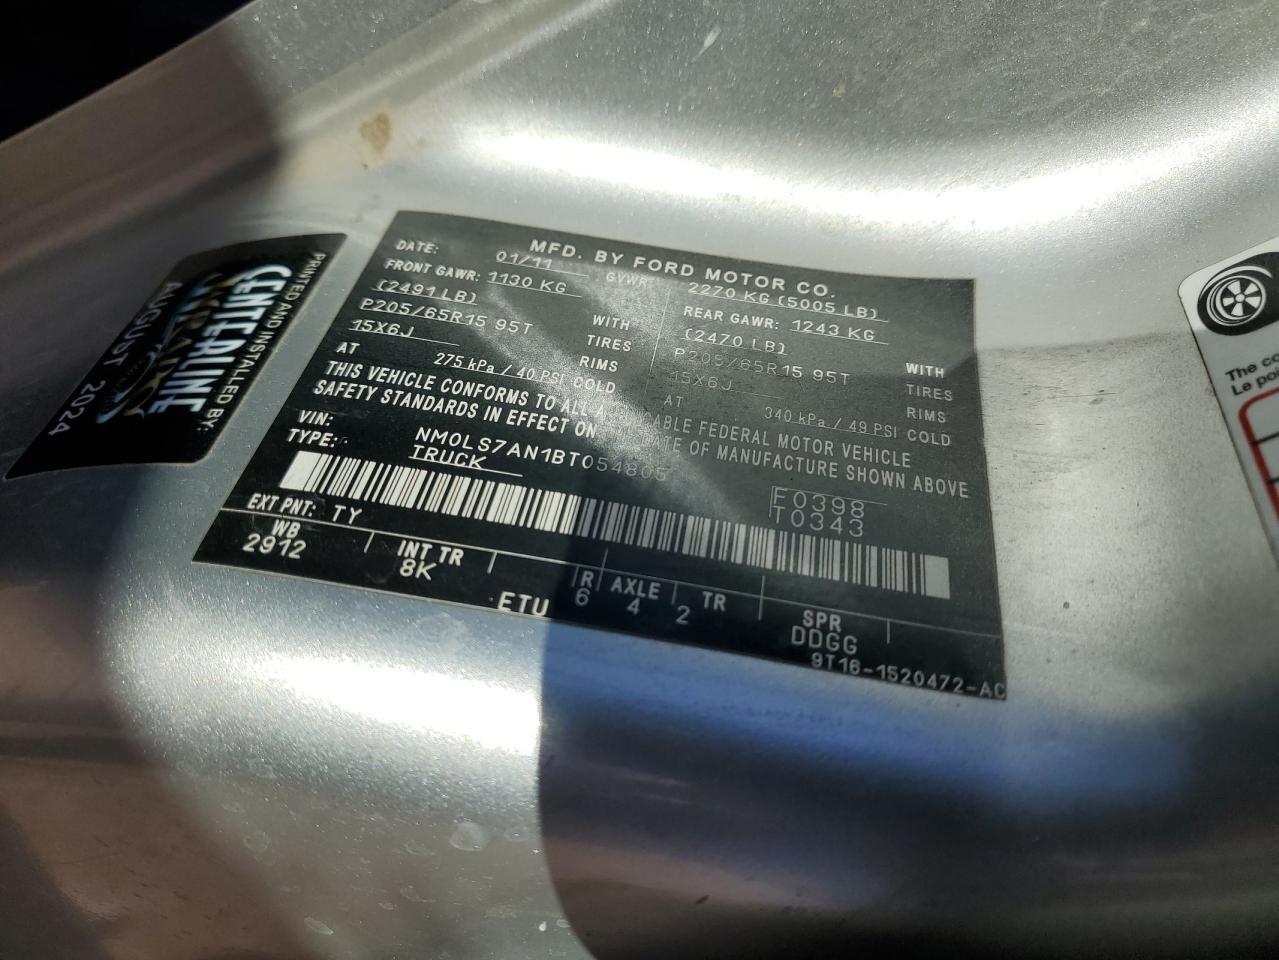 MFD. BY FORD MOTOR CO.
DATE: 01/11 GVWR: 2270 KG (5005 LB)
FRONT GAWR: 1130 KG REAR GAWR: 1243 KG
(2491 LB) WITH (2470 LB) WITH
P205/65R15 95T TIRES P205/65R15 95T TIRES
15X6J RIMS 15X6J RIMS
AT 275 kPa / 40 PSI COLD AT 340 kPa / 49 PSI COLD
THIS VEHICLE CONFORMS TO ALL FEDERAL MOTOR VEHICLE
SAFETY STANDARDS IN EFFECT ON OF MANUFACTURE SHOWN ABOVE
VIN: NM0LS7AN1BT054805
TYPE: TRUCK
F0398
T0343
EXT PNT: TY
WB INT TR R AXLE TR SPR
2912 8K 6 4 2 DDGG
ETU
9T16-1520472-AC
PRINTED AND INSTALLED BY:
CENTERLINE
AUGUST 2024
The co
Le po